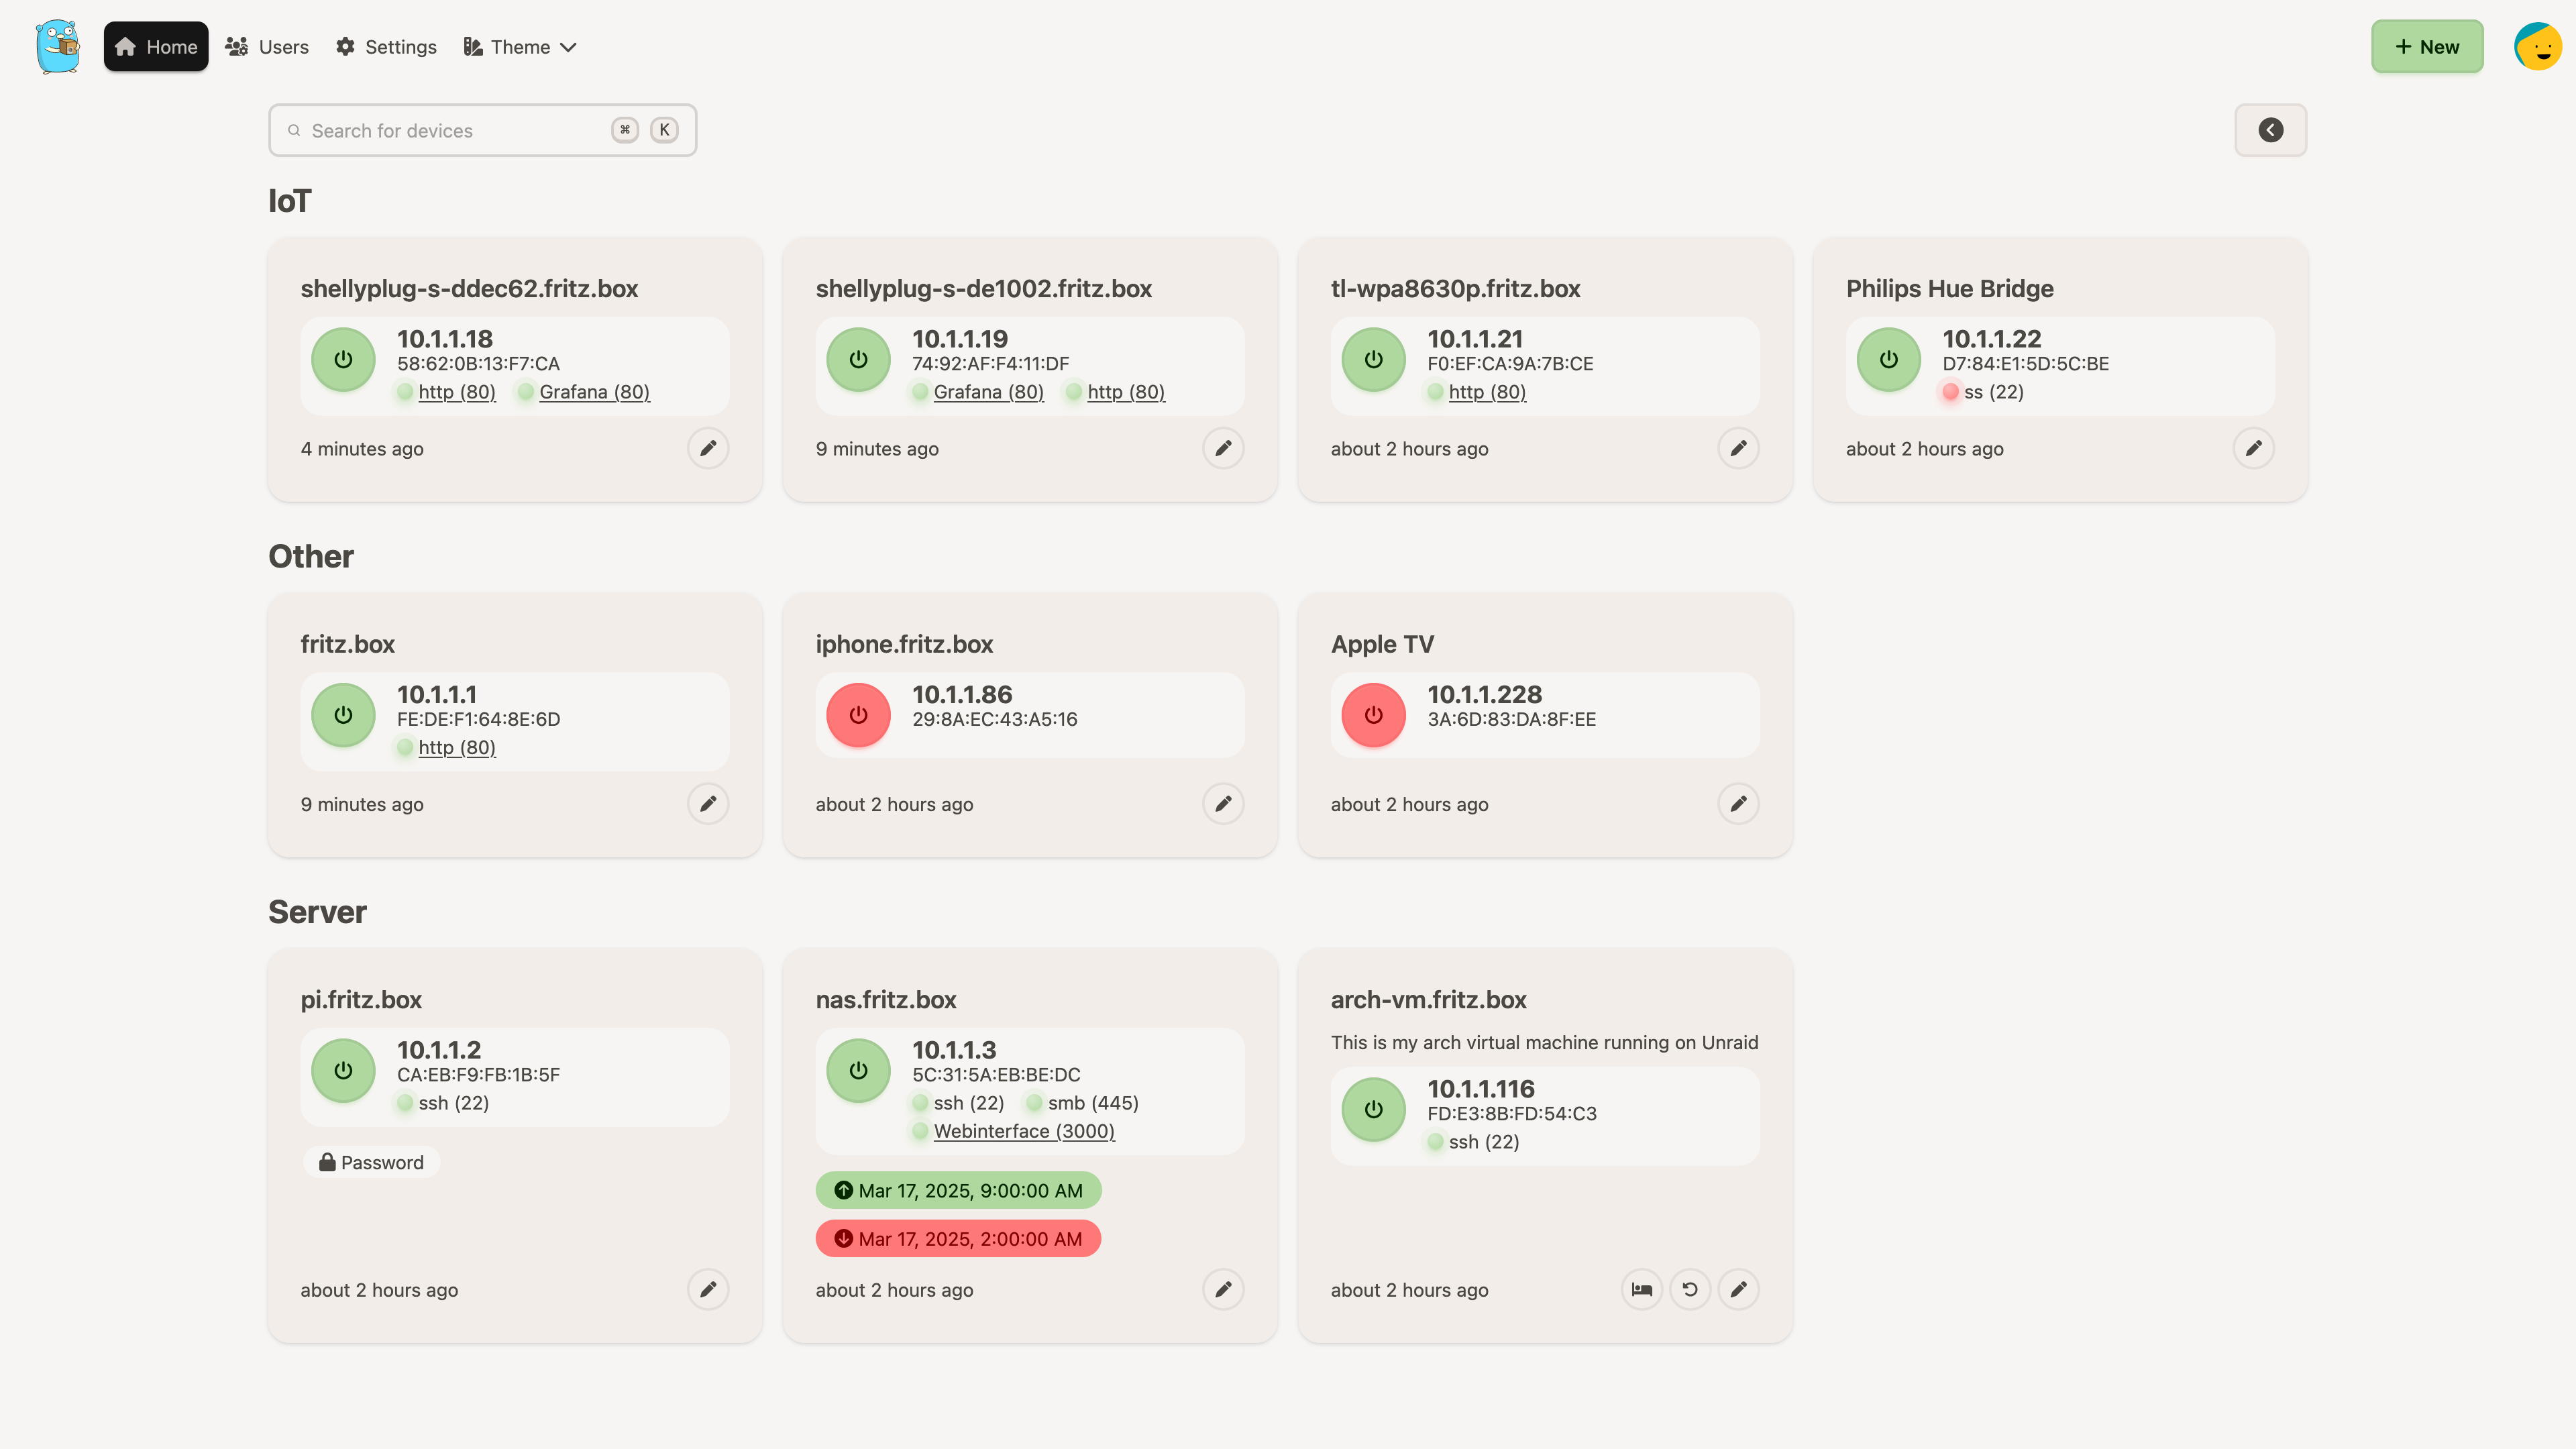 Home Users Settings Theme New
Search for devices ⌘ K
IoT
shellyplug-s-ddec62.fritz.box
10.1.1.18
58:62:0B:13:F7:CA
http (80) Grafana (80)
4 minutes ago
shellyplug-s-de1002.fritz.box
10.1.1.19
74:92:AF:F4:11:DF
Grafana (80) http (80)
9 minutes ago
tl-wpa8630p.fritz.box
10.1.1.21
F0:EF:CA:9A:7B:CE
http (80)
about 2 hours ago
Philips Hue Bridge
10.1.1.22
D7:84:E1:5D:5C:BE
ss (22)
about 2 hours ago
Other
fritz.box
10.1.1.1
FE:DE:F1:64:8E:6D
http (80)
9 minutes ago
iphone.fritz.box
10.1.1.86
29:8A:EC:43:A5:16
about 2 hours ago
Apple TV
10.1.1.228
3A:6D:83:DA:8F:EE
about 2 hours ago
Server
pi.fritz.box
10.1.1.2
CA:EB:F9:FB:1B:5F
ssh (22)
Password
about 2 hours ago
nas.fritz.box
10.1.1.3
5C:31:5A:EB:BE:DC
ssh (22) smb (445)
Webinterface (3000)
Mar 17, 2025, 9:00:00 AM
Mar 17, 2025, 2:00:00 AM
about 2 hours ago
arch-vm.fritz.box
This is my arch virtual machine running on Unraid
10.1.1.116
FD:E3:8B:FD:54:C3
ssh (22)
about 2 hours ago